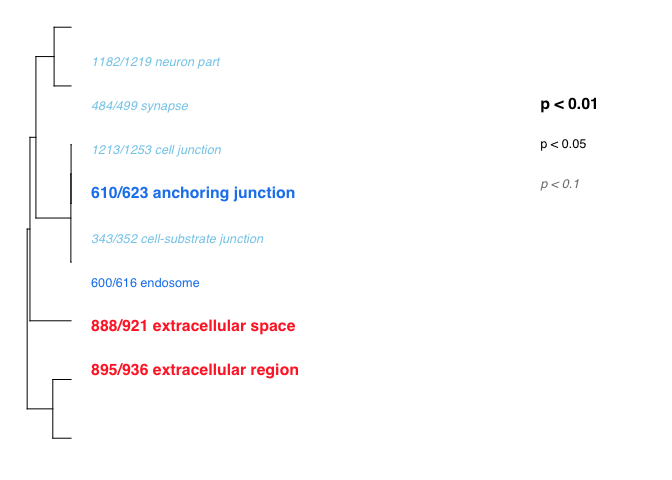 1182/1219 neuron part
484/499 synapse
p < 0.01
1213/1253 cell junction
p < 0.05
610/623 anchoring junction
p < 0.1
343/352 cell-substrate junction
600/616 endosome
888/921 extracellular space
895/936 extracellular region